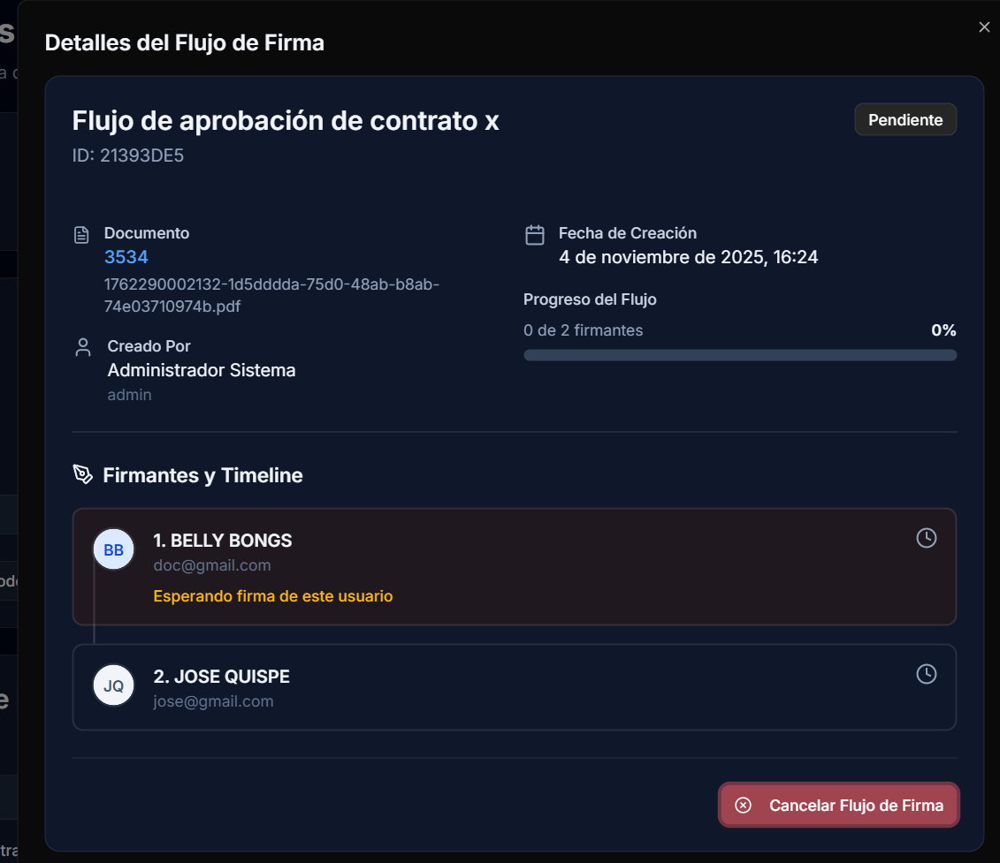 Detalles del Flujo de Firma
Flujo de aprobación de contrato x
Pendiente
ID: 21393DE5
Documento
3534
1762290002132-1d5dddda-75d0-48ab-b8ab-
74e03710974b.pdf
Creado Por
Administrador Sistema
admin
Fecha de Creación
4 de noviembre de 2025, 16:24
Progreso del Flujo
0 de 2 firmantes
0%
Firmantes y Timeline
BB
1. BELLY BONGS
doc@gmail.com
Esperando firma de este usuario
JQ
2. JOSE QUISPE
jose@gmail.com
Cancelar Flujo de Firma